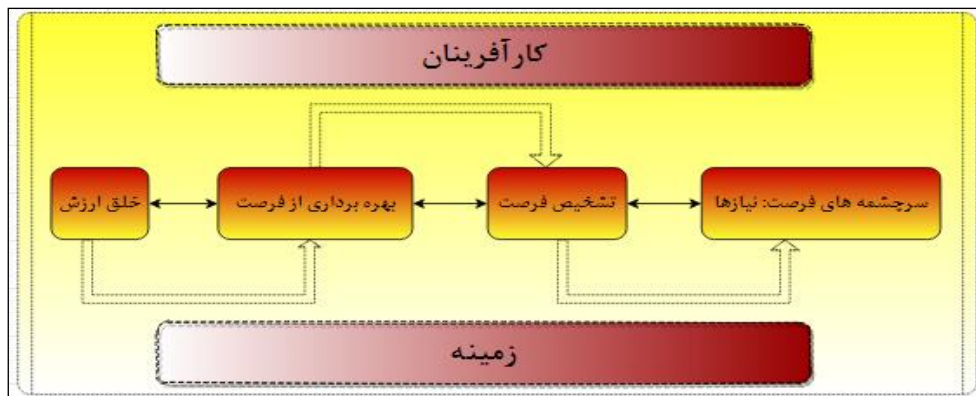 کارآفرینان
سرچشمه های فرصت: نیازها
تشخیص فرصت
بهره برداری از فرصت
خلق ارزش
زمینه